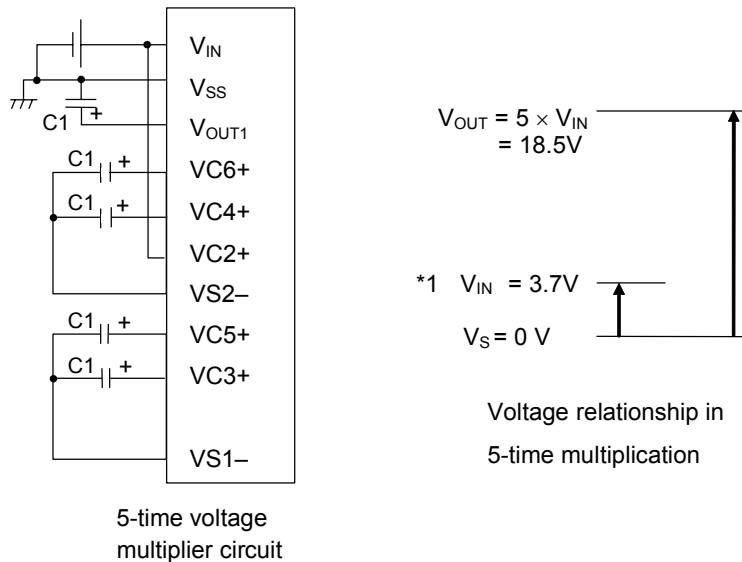 V_IN
V_SS
C1 +
V_OUT1
C1 +
VC6+
C1 +
VC4+
VC2+
VS2–
C1 +
VC5+
C1 +
VC3+
VS1–
5-time voltage
multiplier circuit
V_OUT = 5 × V_IN
= 18.5V
*1 V_IN = 3.7V
V_S = 0 V
Voltage relationship in
5-time multiplication